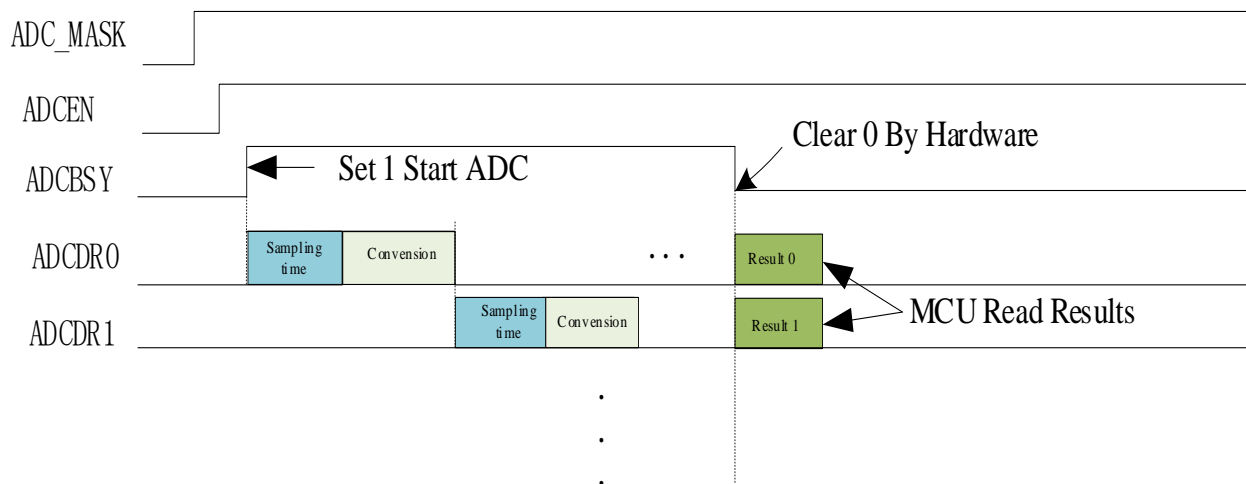 ADC_MASK
ADCEN
Clear 0 By Hardware
ADCBSY
Set 1 Start ADC
ADCDR0
Sampling
time
Convension
. . .
Result 0
MCU Read Results
ADCDR1
Sampling
time
Convension
Result 1
.
.
.